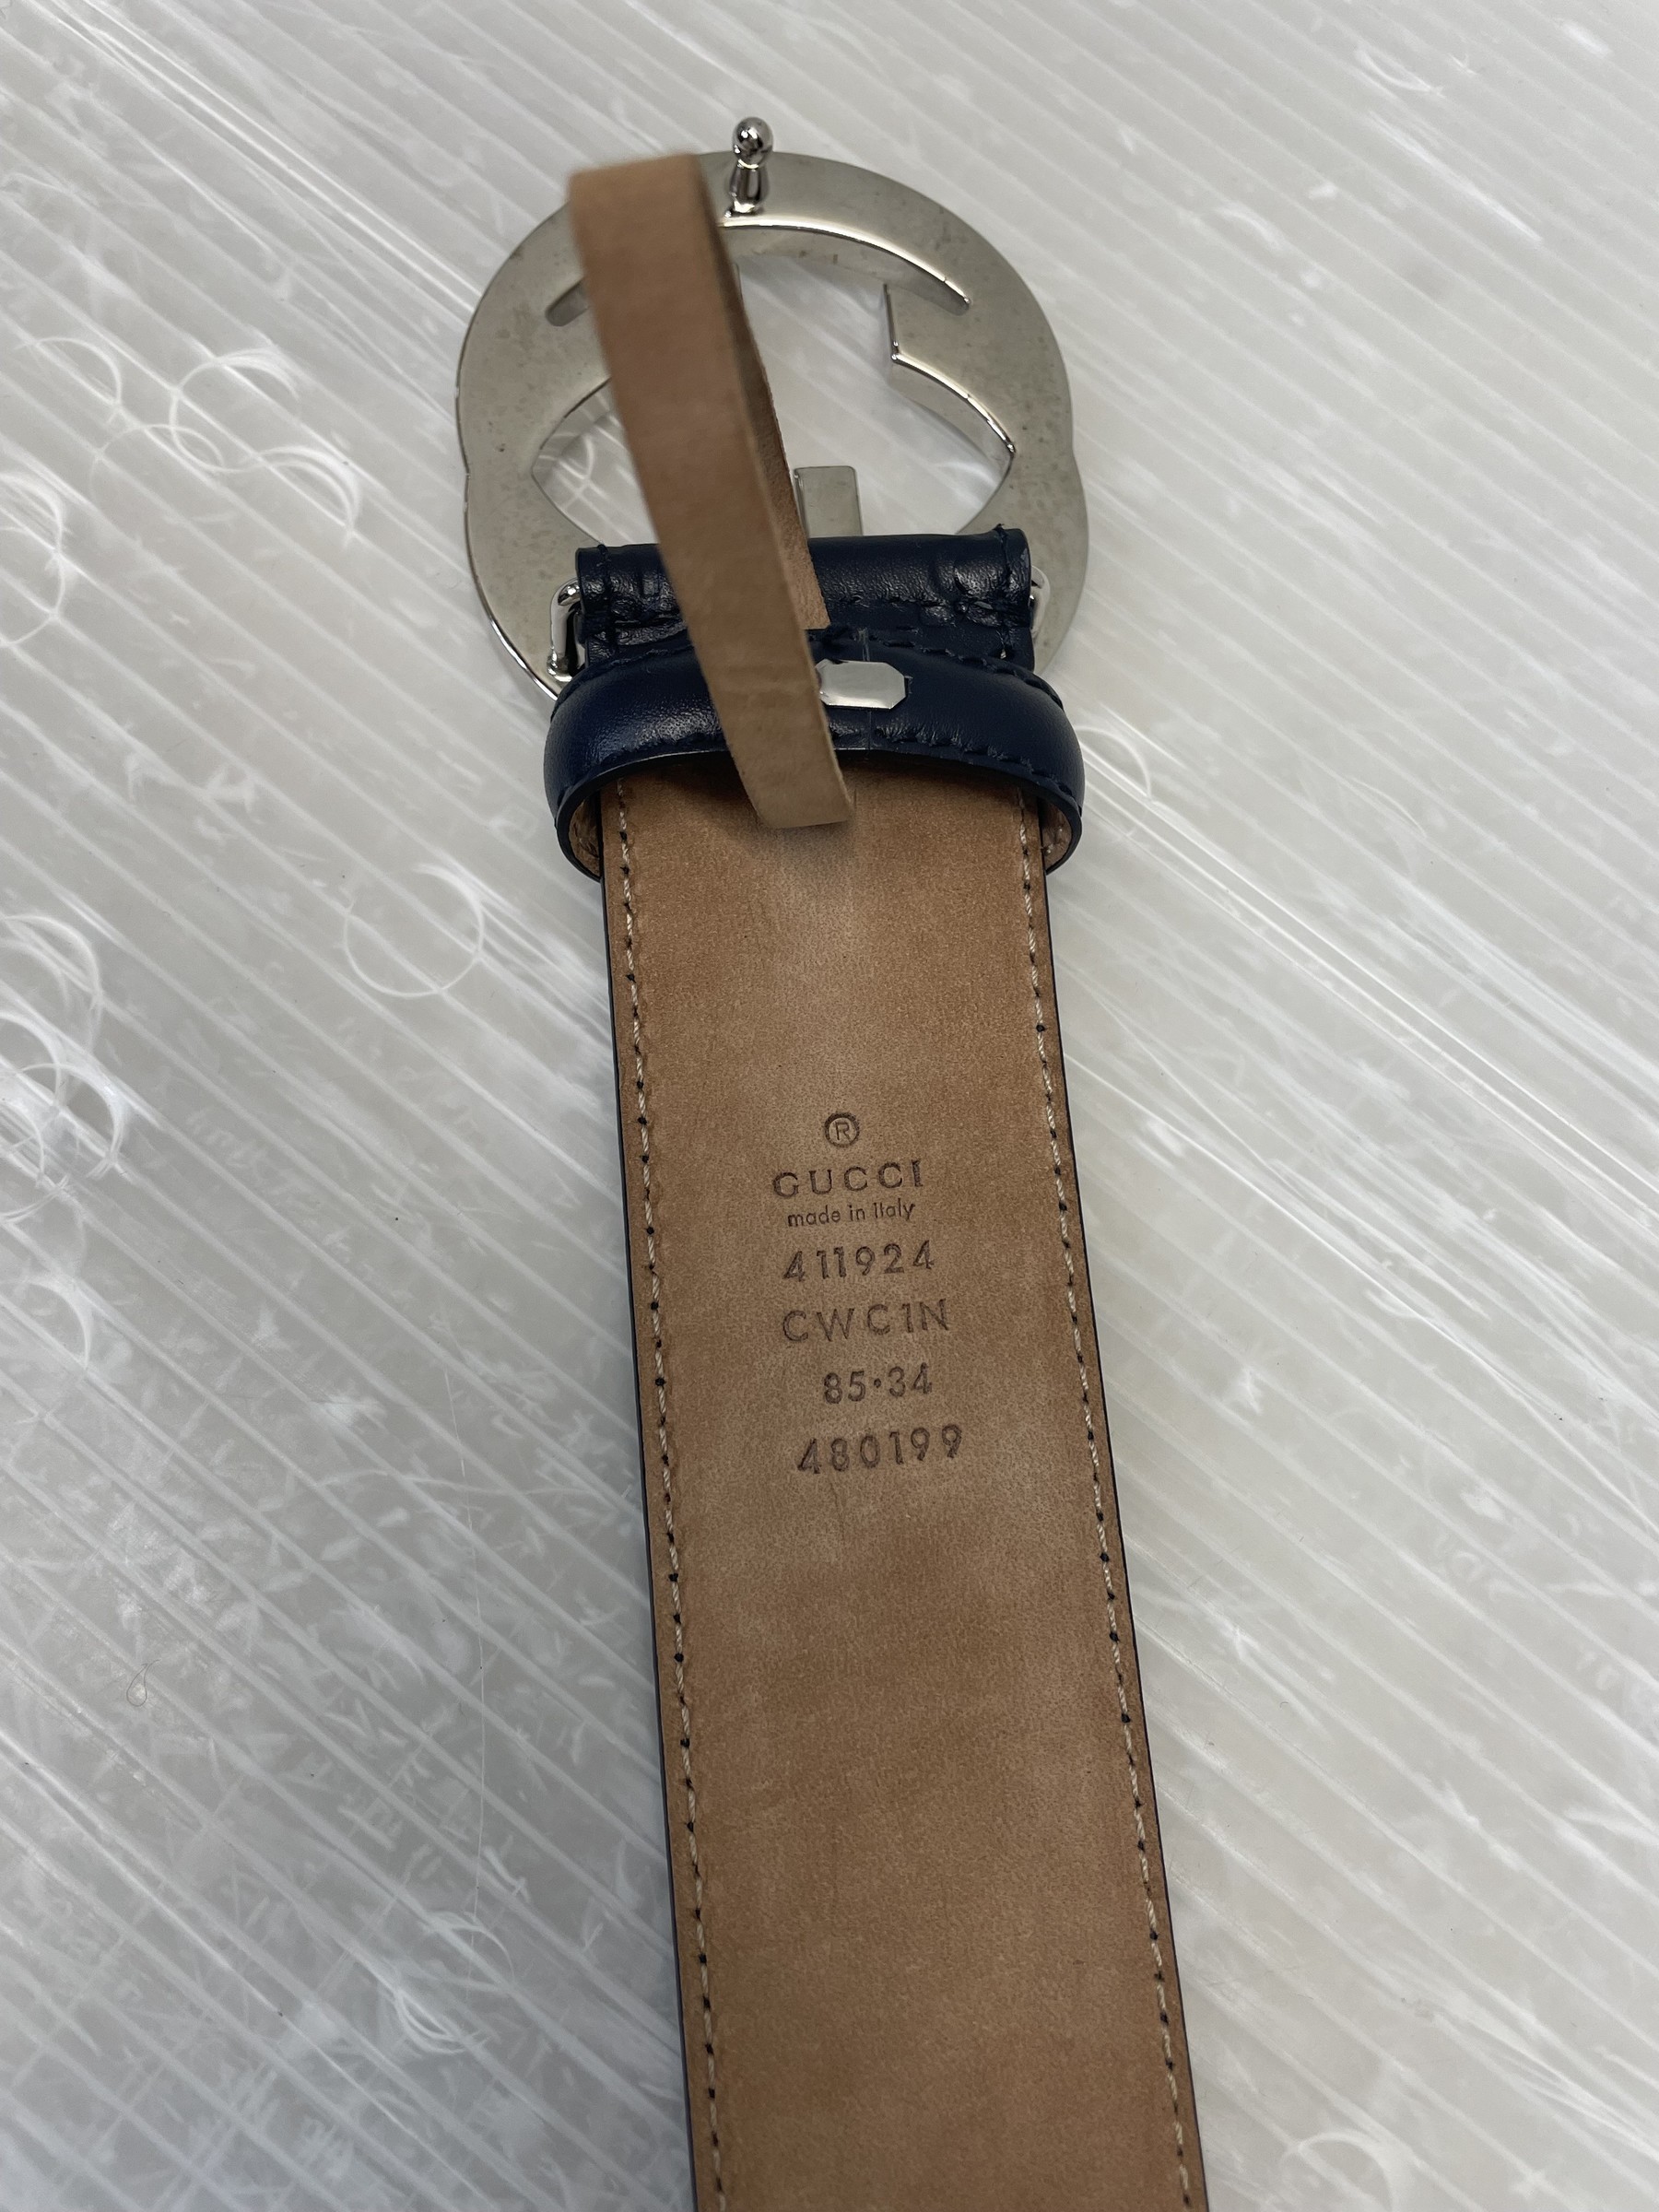 ®
GUCCI
made in italy
411924
CWC1N
85·34
480199